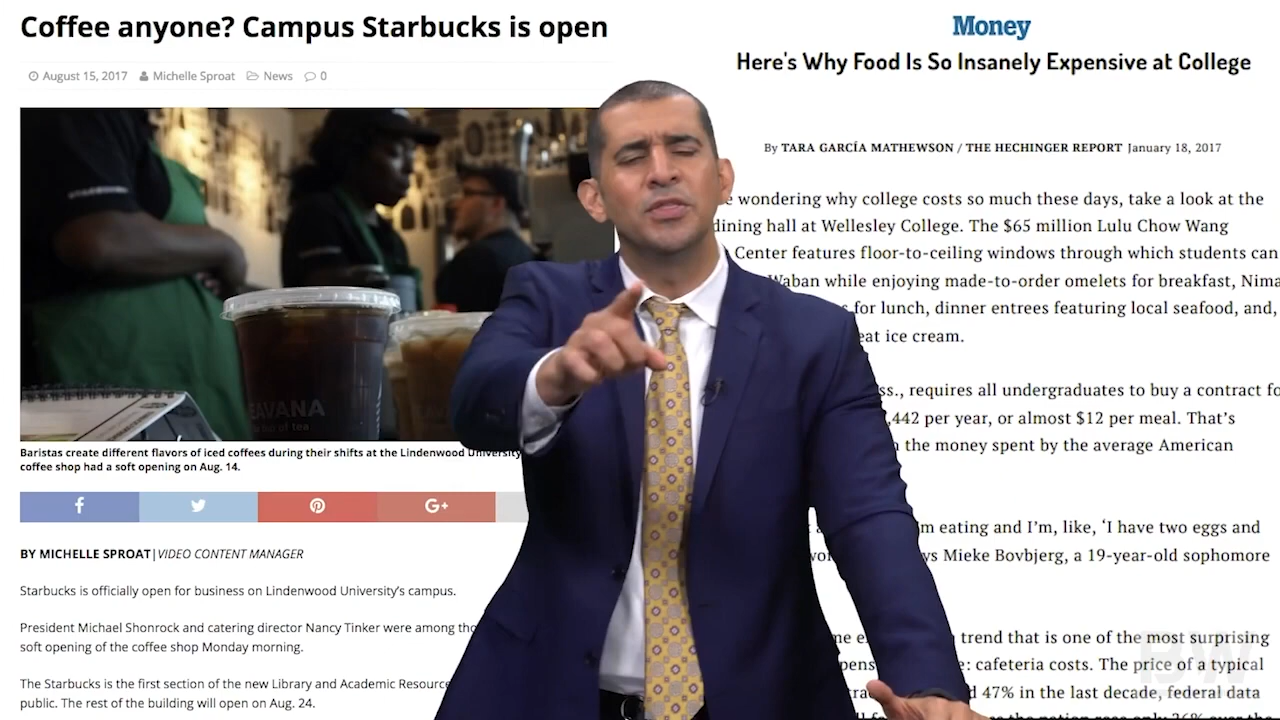 Coffee anyone? Campus Starbucks is open
August 15, 2017 Michelle Sproat News 0
SAVANA
Baristas create different flavors of iced coffees during their shifts at the Lindenwood University
coffee shop had a soft opening on Aug. 14.
G+
BY MICHELLE SPROAT|VIDEO CONTENT MANAGER
Starbucks is officially open for business on Lindenwood University's campus.
President Michael Shonrock and catering director Nancy Tinker were among
soft opening of the coffee shop Monday morning.
The Starbucks is the first section of the new Library and Academic Resource
public. The rest of the building will open on Aug. 24.
Money
Here's Why Food Is So Insanely Expensive at College
By TARA GARCÍA MATHEWSON / THE HECHINGER REPORT January 18, 2017
wondering why college costs so much these days, take a look at the
dining hall at Wellesley College. The $65 million Lulu Chow Wang
Center features floor-to-ceiling windows through which students can
Waban while enjoying made-to-order omelets for breakfast, Nima
for lunch, dinner entrees featuring local seafood, and,
eat ice cream.
ss., requires all undergraduates to buy a contract fo
,442 per year, or almost $12 per meal. That's
the money spent by the average American
eating and I'm, like, 'I have two eggs and
ys Mieke Bovbjerg, a 19-year-old sophomore
trend that is one of the most surprising
e: cafeteria costs. The price of a typical
47% in the last decade, federal data
BW